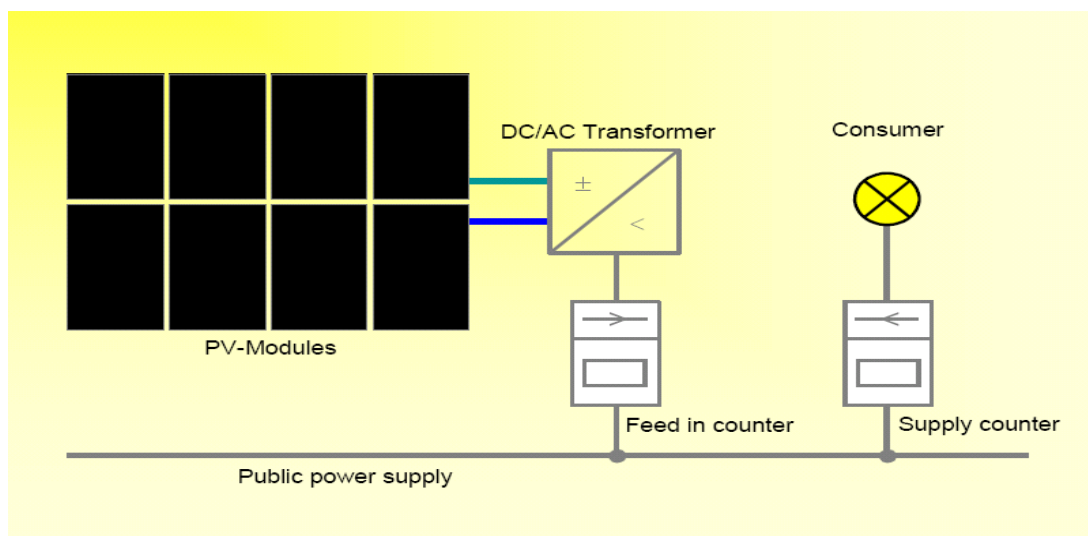 DC/AC Transformer
Consumer
±
<
PV-Modules
Feed in counter
Supply counter
Public power supply